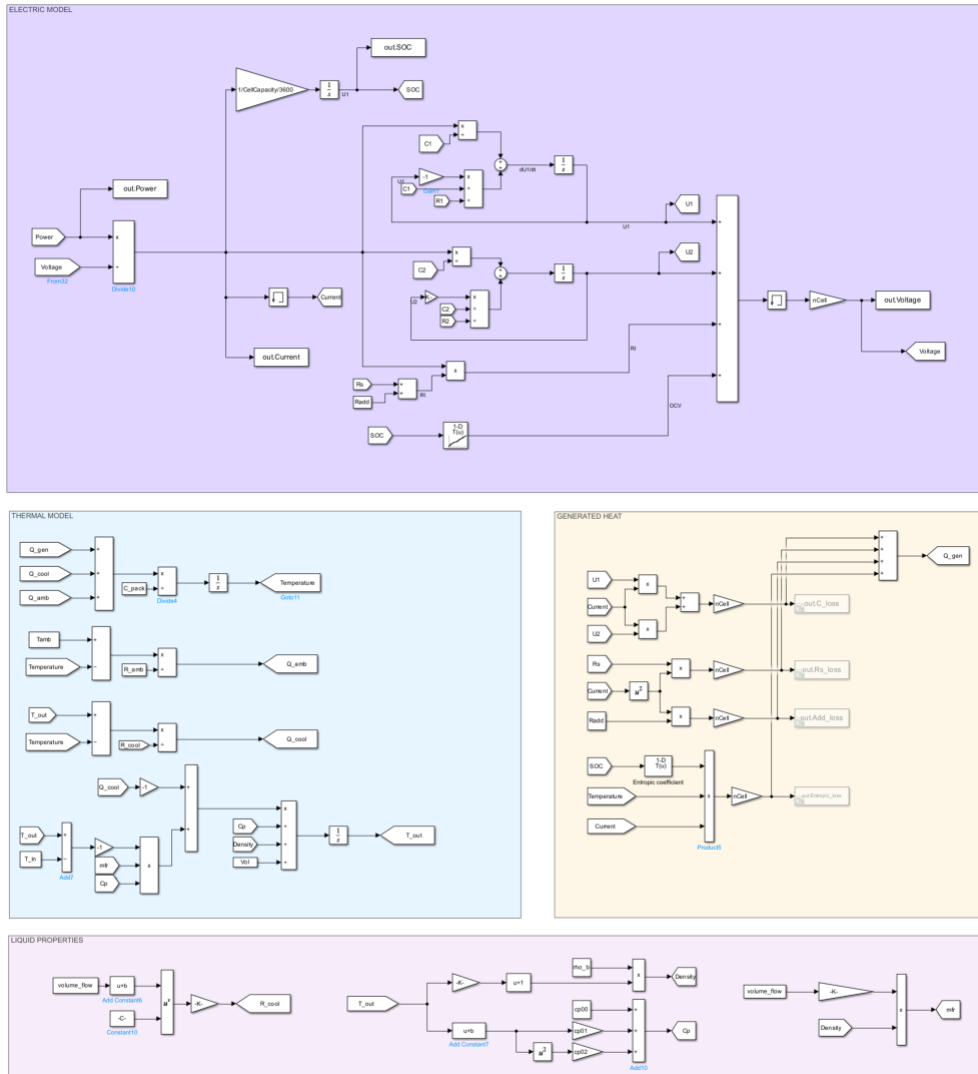 ELECTRIC MODEL
out.SOC
1/CellCapacity/3600
1
s
U1
SOC
C1
-1
U1
C1
R1
dU1/dt
1
s
U1
U1
out.Power
Power
Voltage
From32
Divide10
C2
U2
C2
R2
1
s
U2
Current
out.Current
nCell
out.Voltage
Voltage
Rs
Radd
Rt
RI
SOC
1-D
T(u)
OCV
THERMAL MODEL
Q_gen
Q_cool
Q_amb
C_pack
Divide4
1
s
Temperature
Goto11
Tamb
Temperature
R_amb
Q_amb
T_out
Temperature
R_cool
Q_cool
Q_cool
-1
T_out
T_in
Add7
-1
mfr
Cp
Cp
Density
Vol
1
s
T_out
GENERATED HEAT
Q_gen
U1
Current
U2
nCell
out.C_loss
Rs
Current
Radd
nCell
out.Rs_loss
nCell
out.Add_loss
SOC
1-D
T(u)
Entropic coefficient
Temperature
Current
Product5
nCell
out.Entropic_loss
LIQUID PROPERTIES
volume_flow
u+b
Add Constant6
-C-
Constant10
-K-
R_cool
T_out
-K-
u+1
rho_b
Density
u+b
Add Constant7
cp00
cp01
cp02
Add10
Cp
volume_flow
-K-
Density
mfr